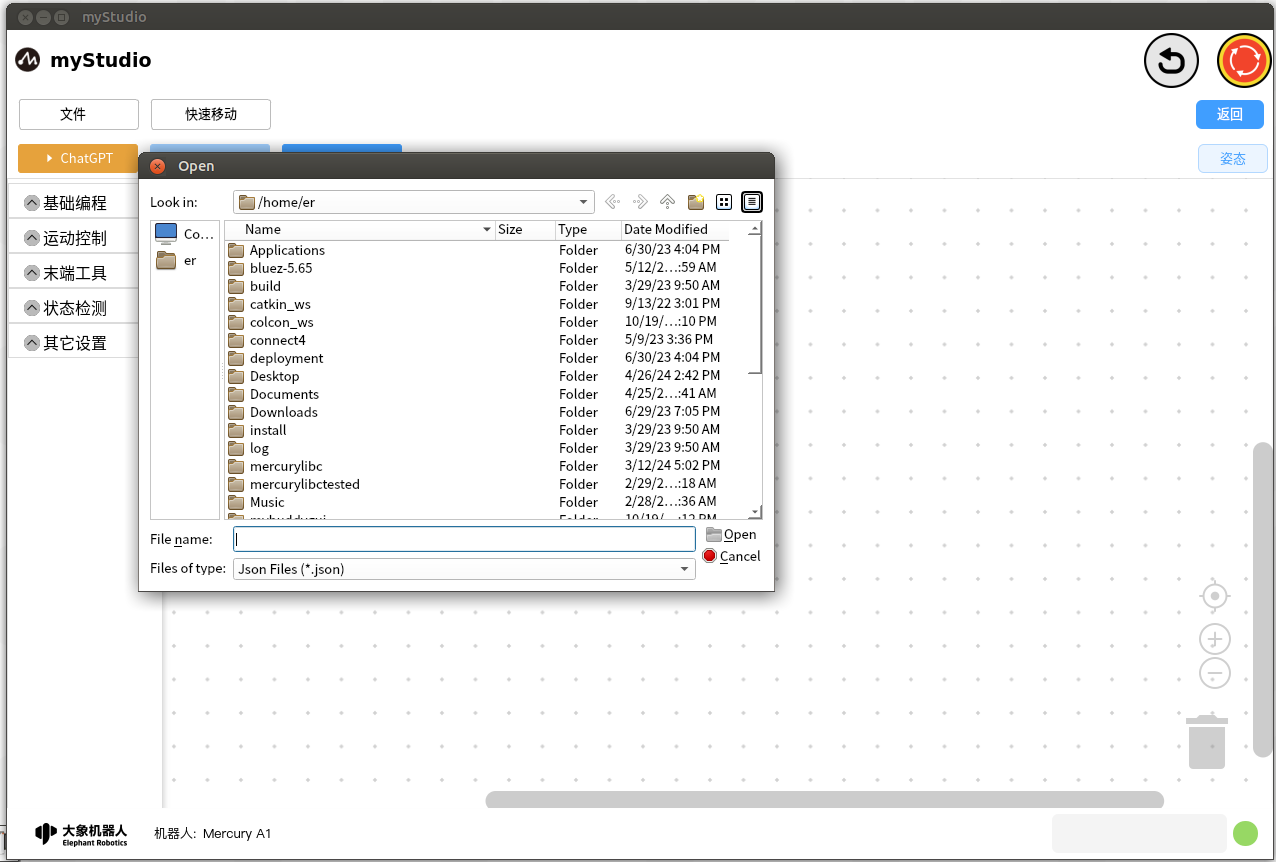 myStudio
myStudio
文件
快速移动
返回
ChatGPT
姿态
基础编程
运动控制
末端工具
状态检测
其它设置
Open
Look in:
/home/er
Co...
er
Name Size Type Date Modified
Applications Folder 6/30/23 4:04 PM
bluez-5.65 Folder 5/12/2...:59 AM
build Folder 3/29/23 9:50 AM
catkin_ws Folder 9/13/22 3:01 PM
colcon_ws Folder 10/19/...:10 PM
connect4 Folder 5/9/23 3:36 PM
deployment Folder 6/30/23 4:04 PM
Desktop Folder 4/26/24 2:42 PM
Documents Folder 4/25/2...:41 AM
Downloads Folder 6/29/23 7:05 PM
install Folder 3/29/23 9:50 AM
log Folder 3/29/23 9:50 AM
mercurylibc Folder 3/12/24 5:02 PM
mercurylibctested Folder 2/29/2...:18 AM
Music Folder 2/28/2...:36 AM
File name:
Open
Cancel
Files of type: Json Files (*.json)
大象机器人
Elephant Robotics
机器人: Mercury A1